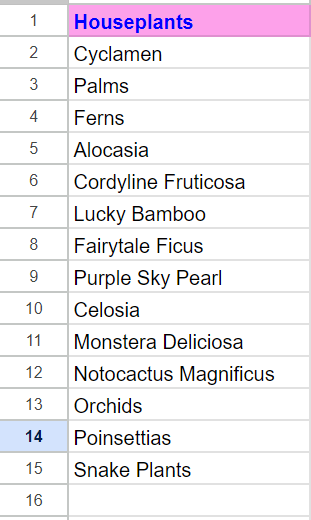 1 Houseplants
2 Cyclamen
3 Palms
4 Ferns
5 Alocasia
6 Cordyline Fruticosa
7 Lucky Bamboo
8 Fairytale Ficus
9 Purple Sky Pearl
10 Celosia
11 Monstera Deliciosa
12 Notocactus Magnificus
13 Orchids
14 Poinsettias
15 Snake Plants
16